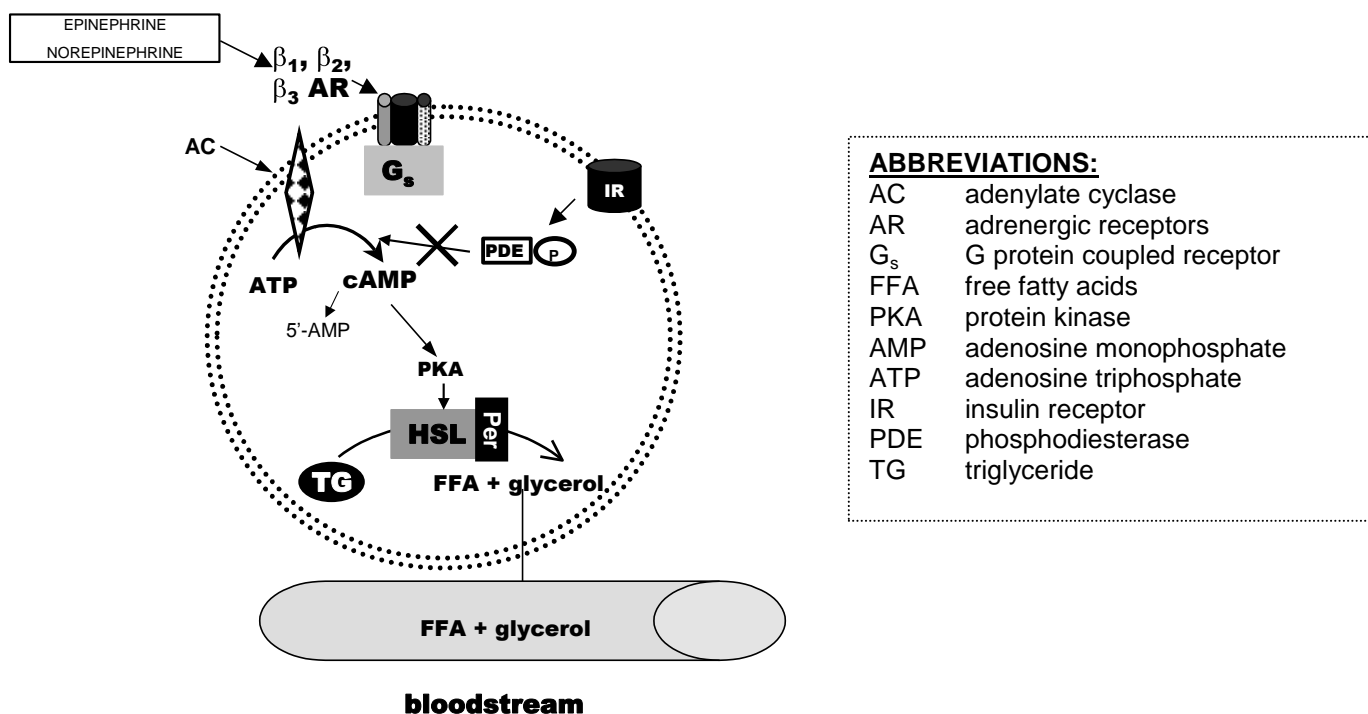 EPINEPHRINE
NOREPINEPHRINE
β1, β2,
β3 AR
AC
Gs
IR
PDE
P
ATP
cAMP
5’-AMP
PKA
HSL
Per
TG
FFA + glycerol
FFA + glycerol
bloodstream
ABBREVIATIONS:
AC adenylate cyclase
AR adrenergic receptors
Gs G protein coupled receptor
FFA free fatty acids
PKA protein kinase
AMP adenosine monophosphate
ATP adenosine triphosphate
IR insulin receptor
PDE phosphodiesterase
TG triglyceride